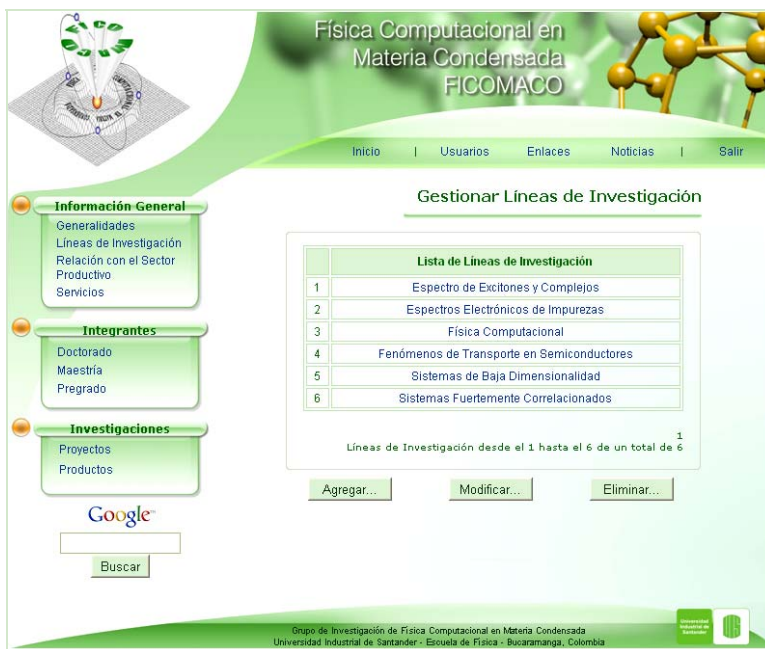 Física Computacional en
Materia Condensada
FICOMACO
Inicio | Usuarios Enlaces Noticias | Salir
Gestionar Líneas de Investigación
Información General
Generalidades
Líneas de Investigación
Relación con el Sector
Productivo
Servicios
Integrantes
Doctorado
Maestría
Pregrado
Investigaciones
Proyectos
Productos
Google
Buscar
Lista de Líneas de Investigación
1 Espectro de Excitones y Complejos
2 Espectros Electrónicos de Impurezas
3 Física Computacional
4 Fenómenos de Transporte en Semiconductores
5 Sistemas de Baja Dimensionalidad
6 Sistemas Fuertemente Correlacionados
1
Líneas de Investigación desde el 1 hasta el 6 de un total de 6
Agregar... Modificar... Eliminar...
Grupo de Investigación de Física Computacional en Materia Condensada
Universidad Industrial de Santander - Escuela de Física - Bucaramanga, Colombia
Universidad
Industrial de
Santander